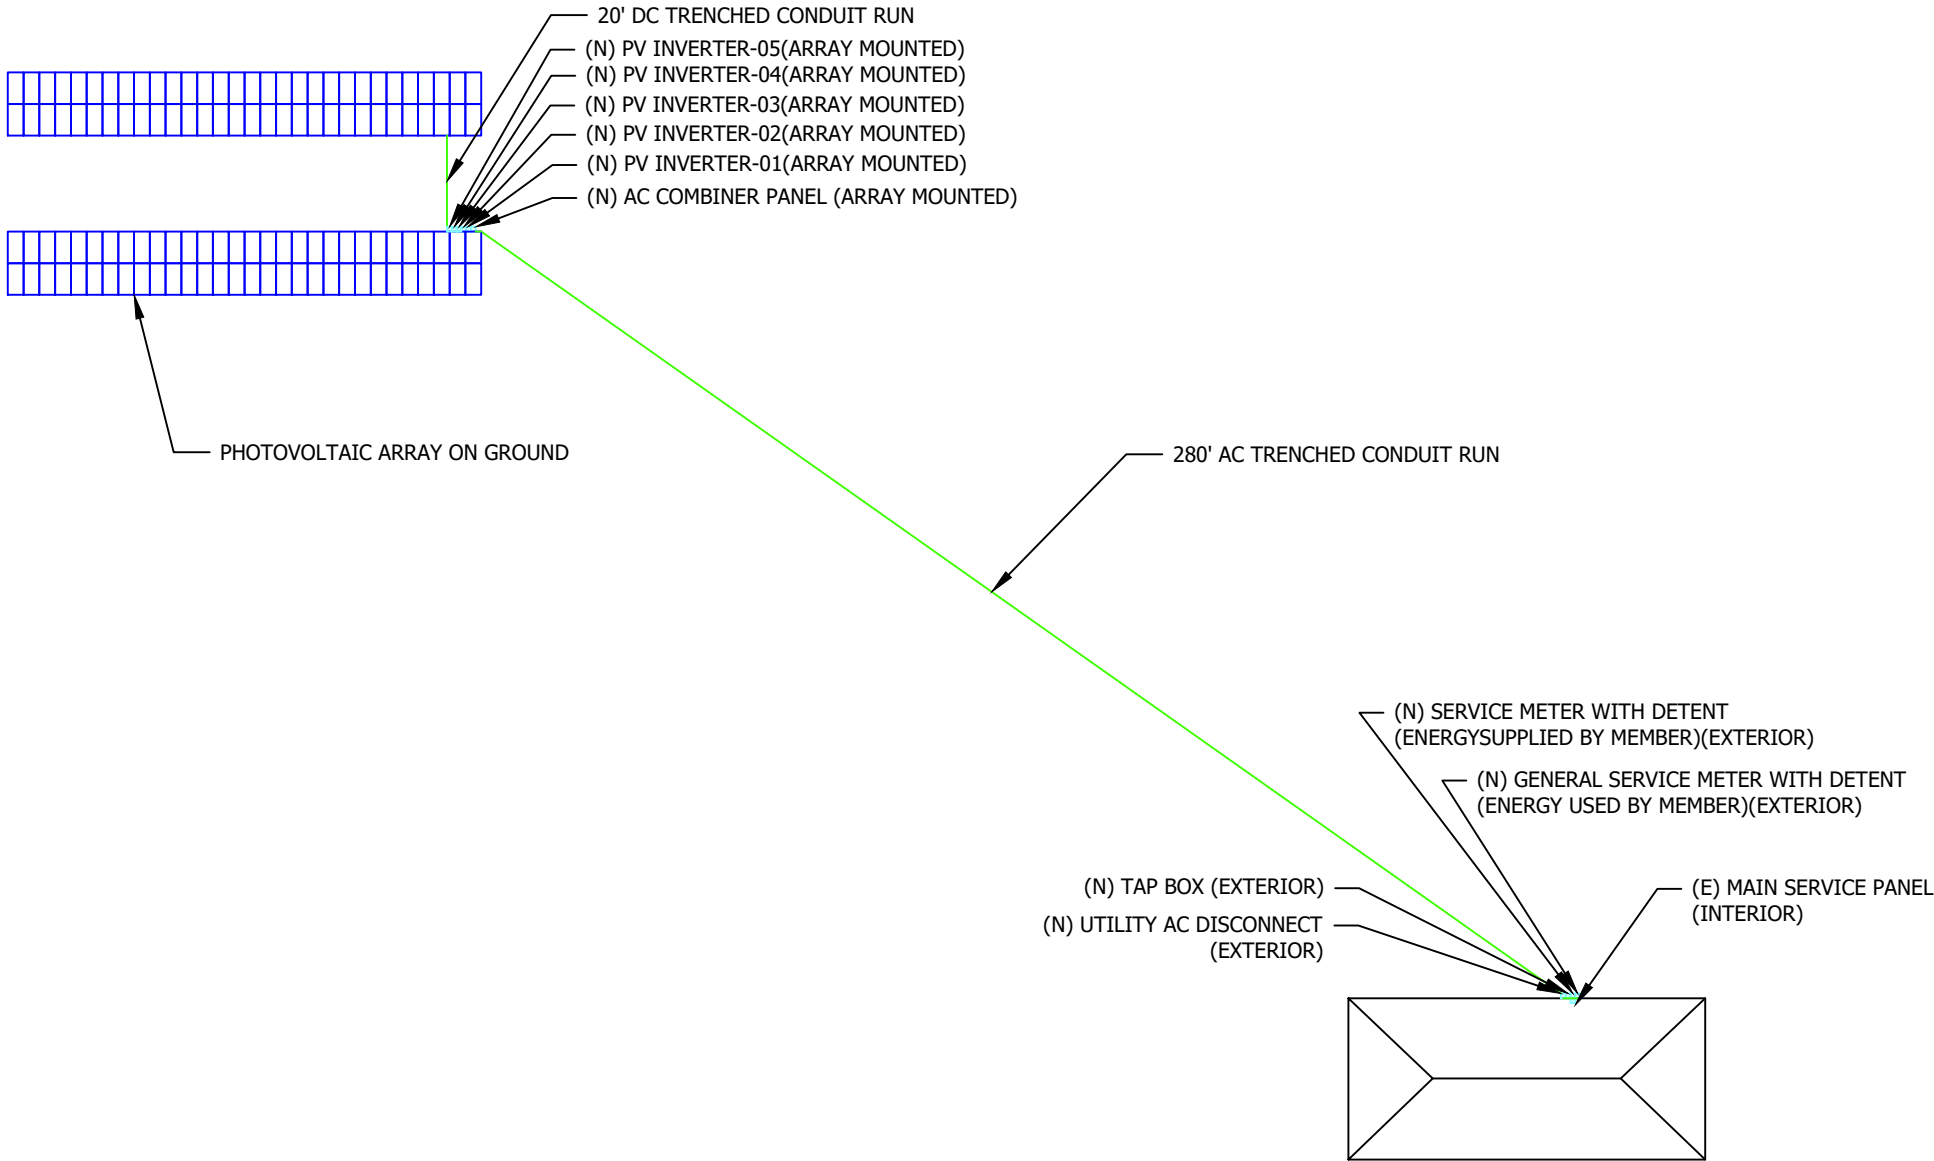 20' DC TRENCHED CONDUIT RUN
(N) PV INVERTER-05(ARRAY MOUNTED)
(N) PV INVERTER-04(ARRAY MOUNTED)
(N) PV INVERTER-03(ARRAY MOUNTED)
(N) PV INVERTER-02(ARRAY MOUNTED)
(N) PV INVERTER-01(ARRAY MOUNTED)
(N) AC COMBINER PANEL (ARRAY MOUNTED)
PHOTOVOLTAIC ARRAY ON GROUND
280' AC TRENCHED CONDUIT RUN
(N) SERVICE METER WITH DETENT
(ENERGYSUPPLIED BY MEMBER)(EXTERIOR)
(N) GENERAL SERVICE METER WITH DETENT
(ENERGY USED BY MEMBER)(EXTERIOR)
(N) TAP BOX (EXTERIOR)
(N) UTILITY AC DISCONNECT
(EXTERIOR)
(E) MAIN SERVICE PANEL
(INTERIOR)